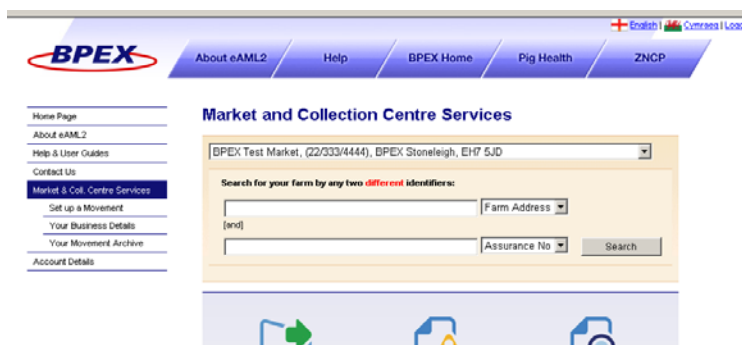 English | Cymraeg |
BPEX
About eAML2
Help
BPEX Home
Pig Health
ZNCP
Home Page
About eAML2
Help & User Guides
Contact Us
Market & Coll. Centre Services
Set up a Movement
Your Business Details
Your Movement Archive
Account Details
Market and Collection Centre Services
BPEX Test Market, (22/333/4444), BPEX Stoneleigh, EH7 5JD
Search for your farm by any two different identifiers:
Farm Address
[and]
Assurance No
Search